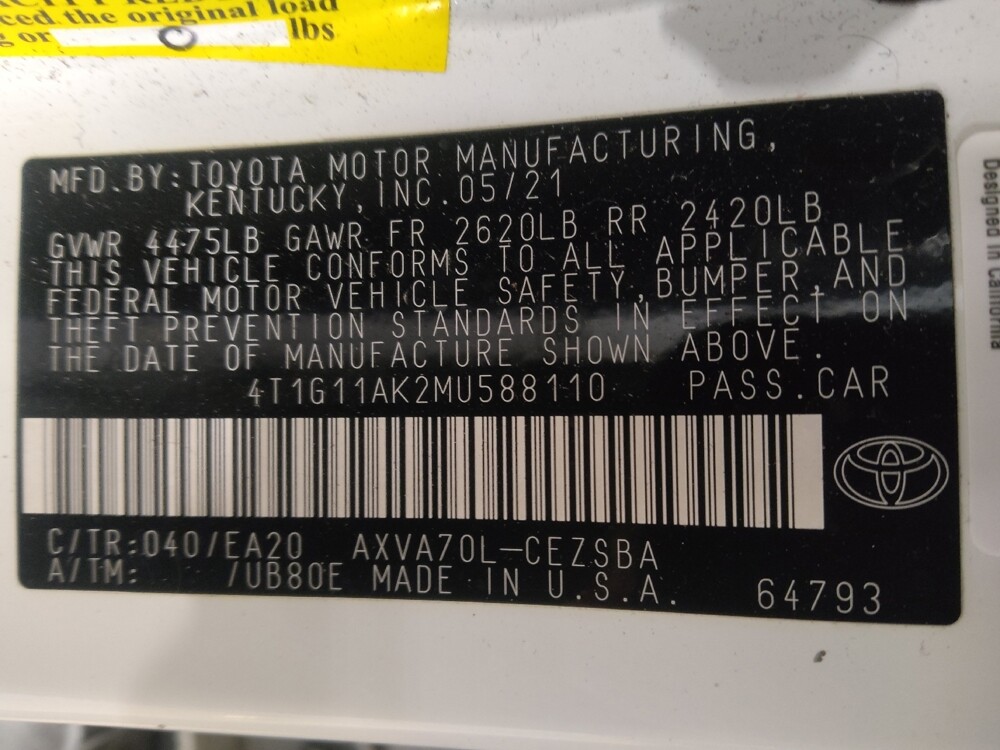 ced the original load
g or 0 lbs
MFD.BY:TOYOTA MOTOR MANUFACTURING,
KENTUCKY, INC.05/21
GVWR 4475LB GAWR FR 2620LB RR 2420LB
THIS VEHICLE CONFORMS TO ALL APPLICABLE
FEDERAL MOTOR VEHICLE SAFETY,BUMPER,AND
THEFT PREVENTION STANDARDS IN EFFECT ON
THE DATE OF MANUFACTURE SHOWN ABOVE.
4T1G11AK2MU588110 PASS.CAR
C/TR:040/EA20 AXVA70L-CEZSBA
A/TM: /UB80E MADE IN U.S.A. 64793
Designed in California